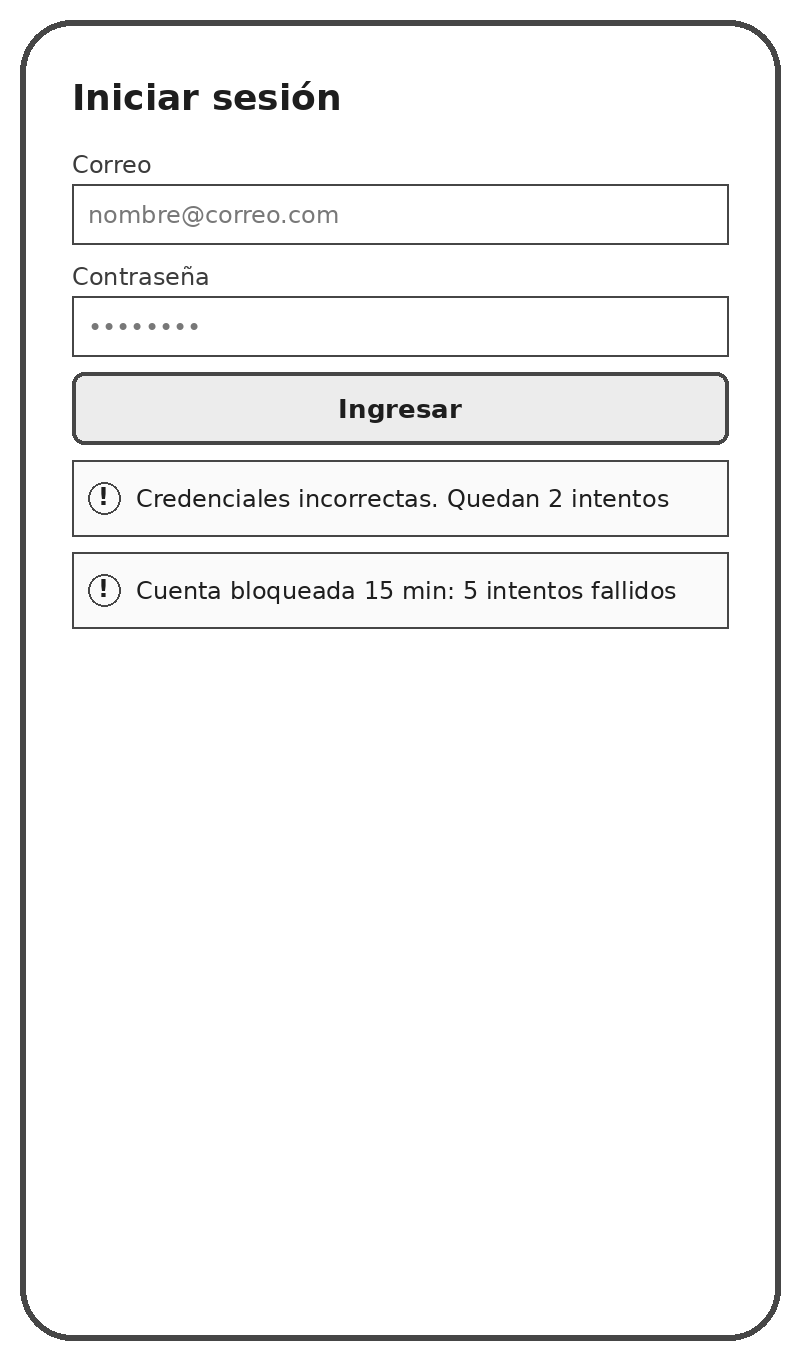 Iniciar sesión
Correo
nombre@correo.com
Contraseña
••••••••
Ingresar
! Credenciales incorrectas. Quedan 2 intentos
! Cuenta bloqueada 15 min: 5 intentos fallidos